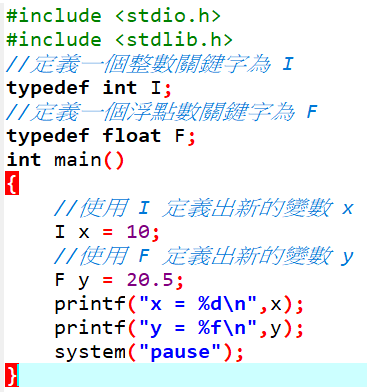 #include <stdio.h>
#include <stdlib.h>
//定義一個整數關鍵字為 I
typedef int I;
//定義一個浮點數關鍵字為 F
typedef float F;
int main()
{
    //使用 I 定義出新的變數 x
    I x = 10;
    //使用 F 定義出新的變數 y
    F y = 20.5;
    printf("x = %d\n",x);
    printf("y = %f\n",y);
    system("pause");
}